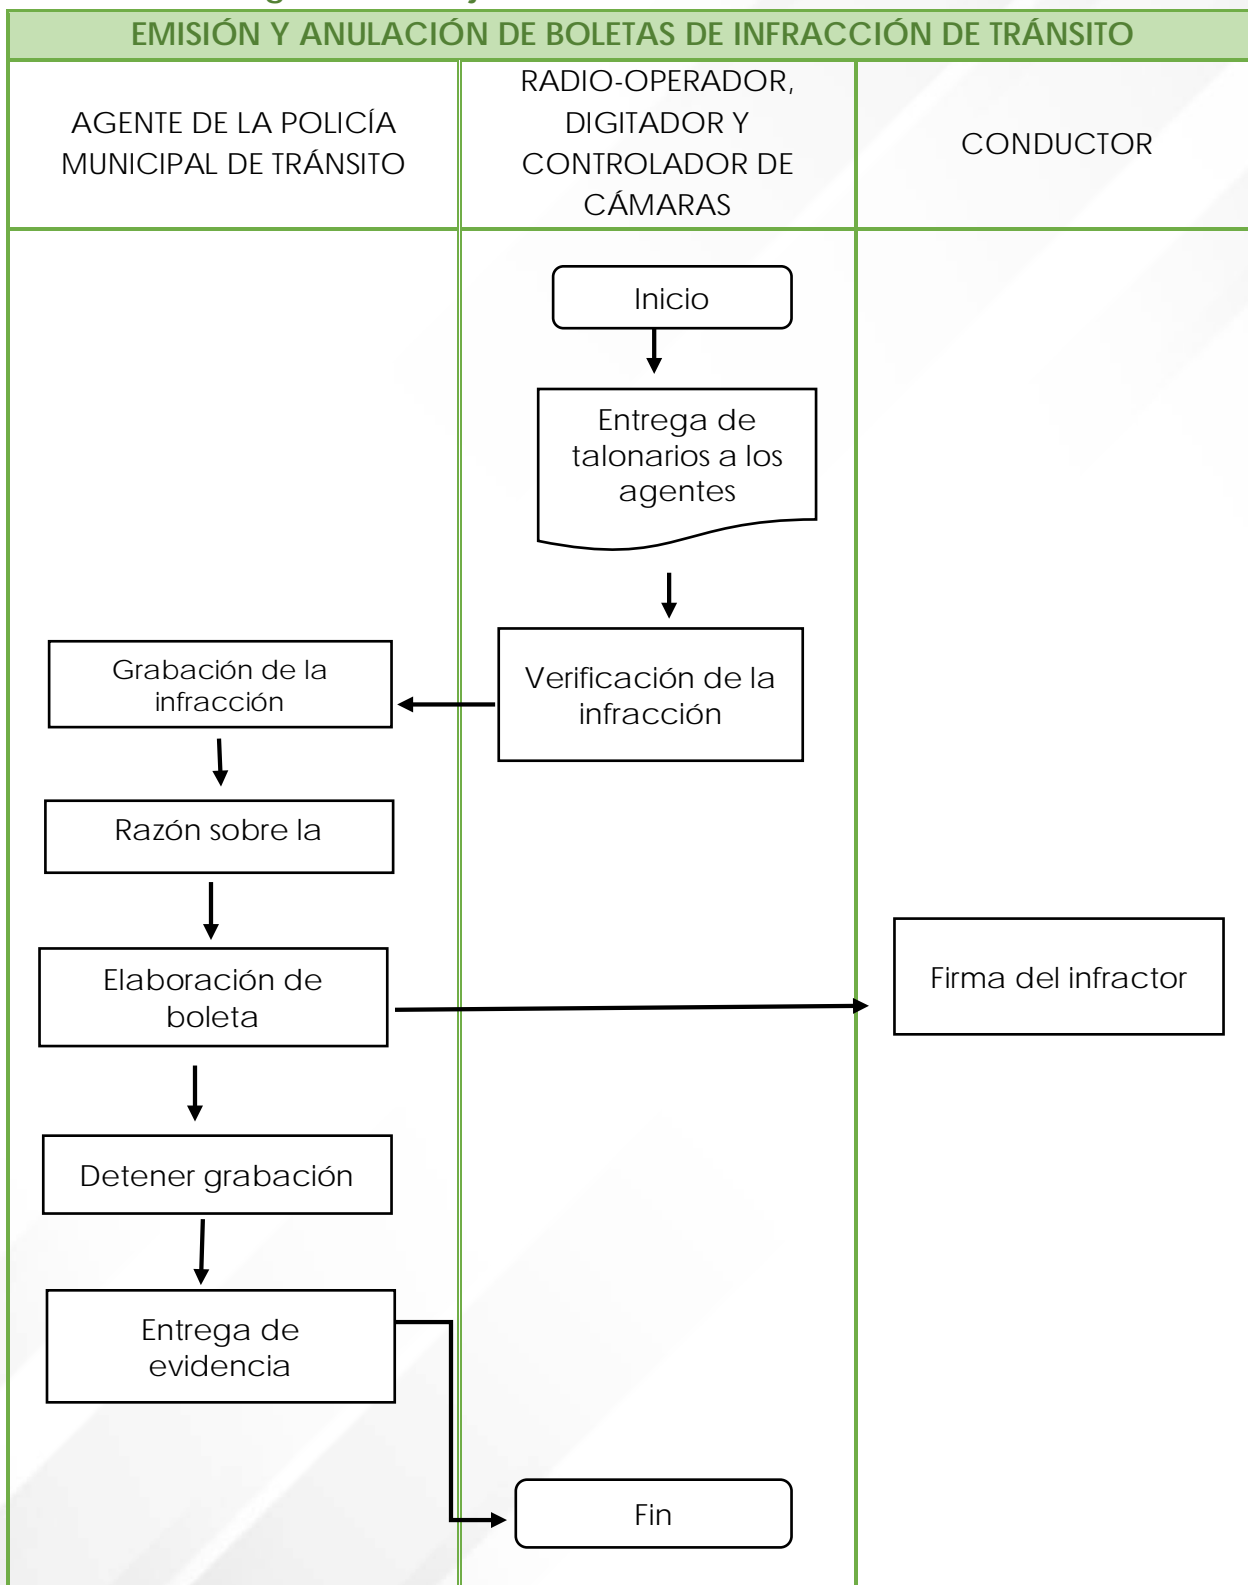 EMISIÓN Y ANULACIÓN DE BOLETAS DE INFRACCIÓN DE TRÁNSITO
AGENTE DE LA POLICÍA
MUNICIPAL DE TRÁNSITO
RADIO-OPERADOR,
DIGITADOR Y
CONTROLADOR DE
CÁMARAS
CONDUCTOR
Inicio
Entrega de
talonarios a los
agentes
Verificación de la
infracción
Grabación de la
infracción
Razón sobre la
Elaboración de
boleta
Firma del infractor
Detener grabación
Entrega de
evidencia
Fin